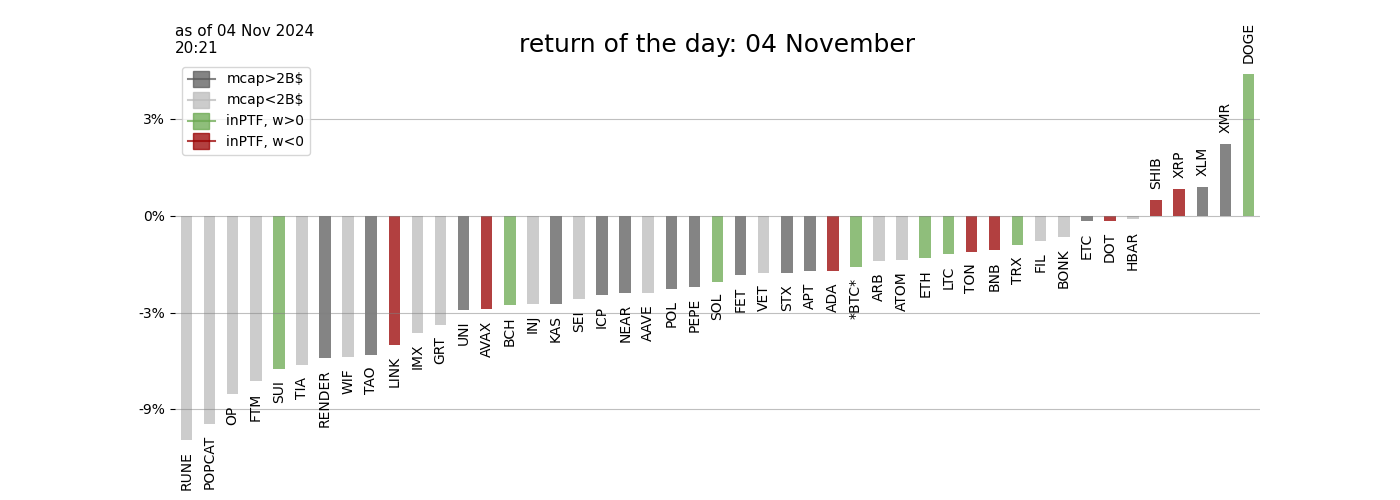 as of 04 Nov 2024
20:21
return of the day: 04 November
mcap>2B$
mcap<2B$
inPTF, w>0
inPTF, w<0
3%
0%
-3%
-9%
RUNE
POPCAT
OP
FTM
SUI
TIA
RENDER
WIF
TAO
LINK
IMX
GRT
UNI
AVAX
BCH
INJ
KAS
SEI
ICP
NEAR
AAVE
POL
PEPE
SOL
FET
VET
STX
APT
ADA
*BTC*
ARB
ATOM
ETH
LTC
TON
BNB
TRX
FIL
BONK
ETC
DOT
HBAR
SHIB
XRP
XLM
XMR
DOGE